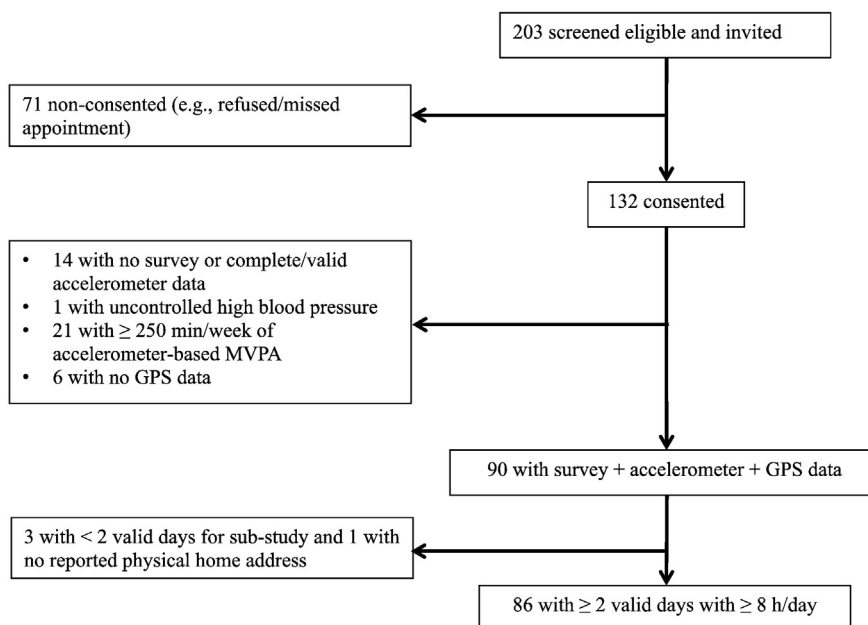 203 screened eligible and invited
71 non-consented (e.g., refused/missed
appointment)
132 consented
• 14 with no survey or complete/valid
accelerometer data
• 1 with uncontrolled high blood pressure
• 21 with ≥ 250 min/week of
accelerometer-based MVPA
• 6 with no GPS data
90 with survey + accelerometer + GPS data
3 with < 2 valid days for sub-study and 1 with
no reported physical home address
86 with ≥ 2 valid days with ≥ 8 h/day